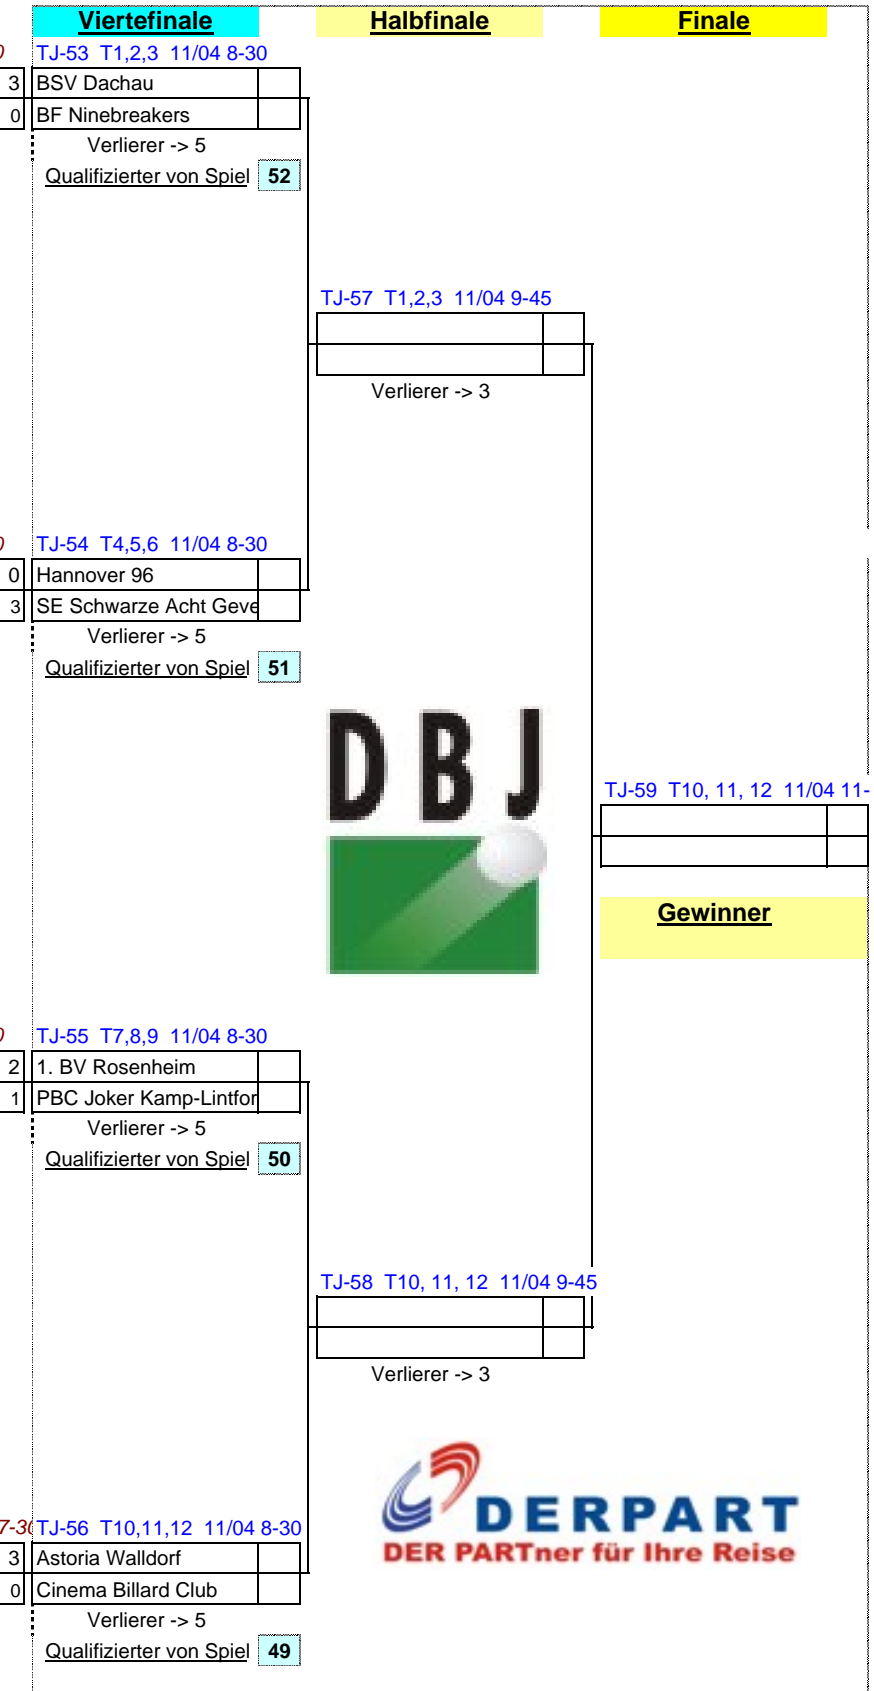 Viertefinale Halbfinale Finale
TJ-53 T1,2,3 11/04 8-30
3 BSV Dachau
0 BF Ninebreakers
Verlierer -> 5
Qualifizierter von Spiel 52
TJ-57 T1,2,3 11/04 9-45
Verlierer -> 3
TJ-54 T4,5,6 11/04 8-30
0 Hannover 96
3 SE Schwarze Acht Geve
Verlierer -> 5
Qualifizierter von Spiel 51
DBJ
TJ-59 T10, 11, 12 11/04 11-
Gewinner
TJ-55 T7,8,9 11/04 8-30
2 1. BV Rosenheim
1 PBC Joker Kamp-Lintfor
Verlierer -> 5
Qualifizierter von Spiel 50
TJ-58 T10, 11, 12 11/04 9-45
Verlierer -> 3
DERPART
DER PARTner für Ihre Reise
7-30 TJ-56 T10,11,12 11/04 8-30
3 Astoria Walldorf
0 Cinema Billard Club
Verlierer -> 5
Qualifizierter von Spiel 49